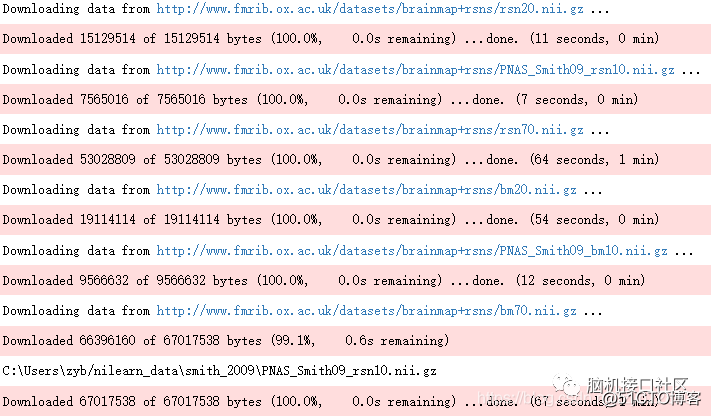 Downloading data from http://www.fmrib.ox.ac.uk/datasets/brainmap+rsns/rsn20.nii.gz ...
Downloaded 15129514 of 15129514 bytes (100.0%,    0.0s remaining) ...done. (11 seconds, 0 min)
Downloading data from http://www.fmrib.ox.ac.uk/datasets/brainmap+rsns/PNAS_Smith09_rsn10.nii.gz ...
Downloaded 7565016 of 7565016 bytes (100.0%,    0.0s remaining) ...done. (7 seconds, 0 min)
Downloading data from http://www.fmrib.ox.ac.uk/datasets/brainmap+rsns/rsn70.nii.gz ...
Downloaded 53028809 of 53028809 bytes (100.0%,    0.0s remaining) ...done. (64 seconds, 1 min)
Downloading data from http://www.fmrib.ox.ac.uk/datasets/brainmap+rsns/bm20.nii.gz ...
Downloaded 19114114 of 19114114 bytes (100.0%,    0.0s remaining) ...done. (54 seconds, 0 min)
Downloading data from http://www.fmrib.ox.ac.uk/datasets/brainmap+rsns/PNAS_Smith09_bm10.nii.gz ...
Downloaded 9566632 of 9566632 bytes (100.0%,    0.0s remaining) ...done. (12 seconds, 0 min)
Downloading data from http://www.fmrib.ox.ac.uk/datasets/brainmap+rsns/bm70.nii.gz ...
Downloaded 66396160 of 67017538 bytes (99.1%,    0.6s remaining)
C:\Users\zyb/nilearn_data\smith_2009\PNAS_Smith09_rsn10.nii.gz
脑机接口社区
Downloaded 67017538 of 67017538 bytes (100.0%,    0.0s remaining) ...done. (67 seconds,
@51CTO博客